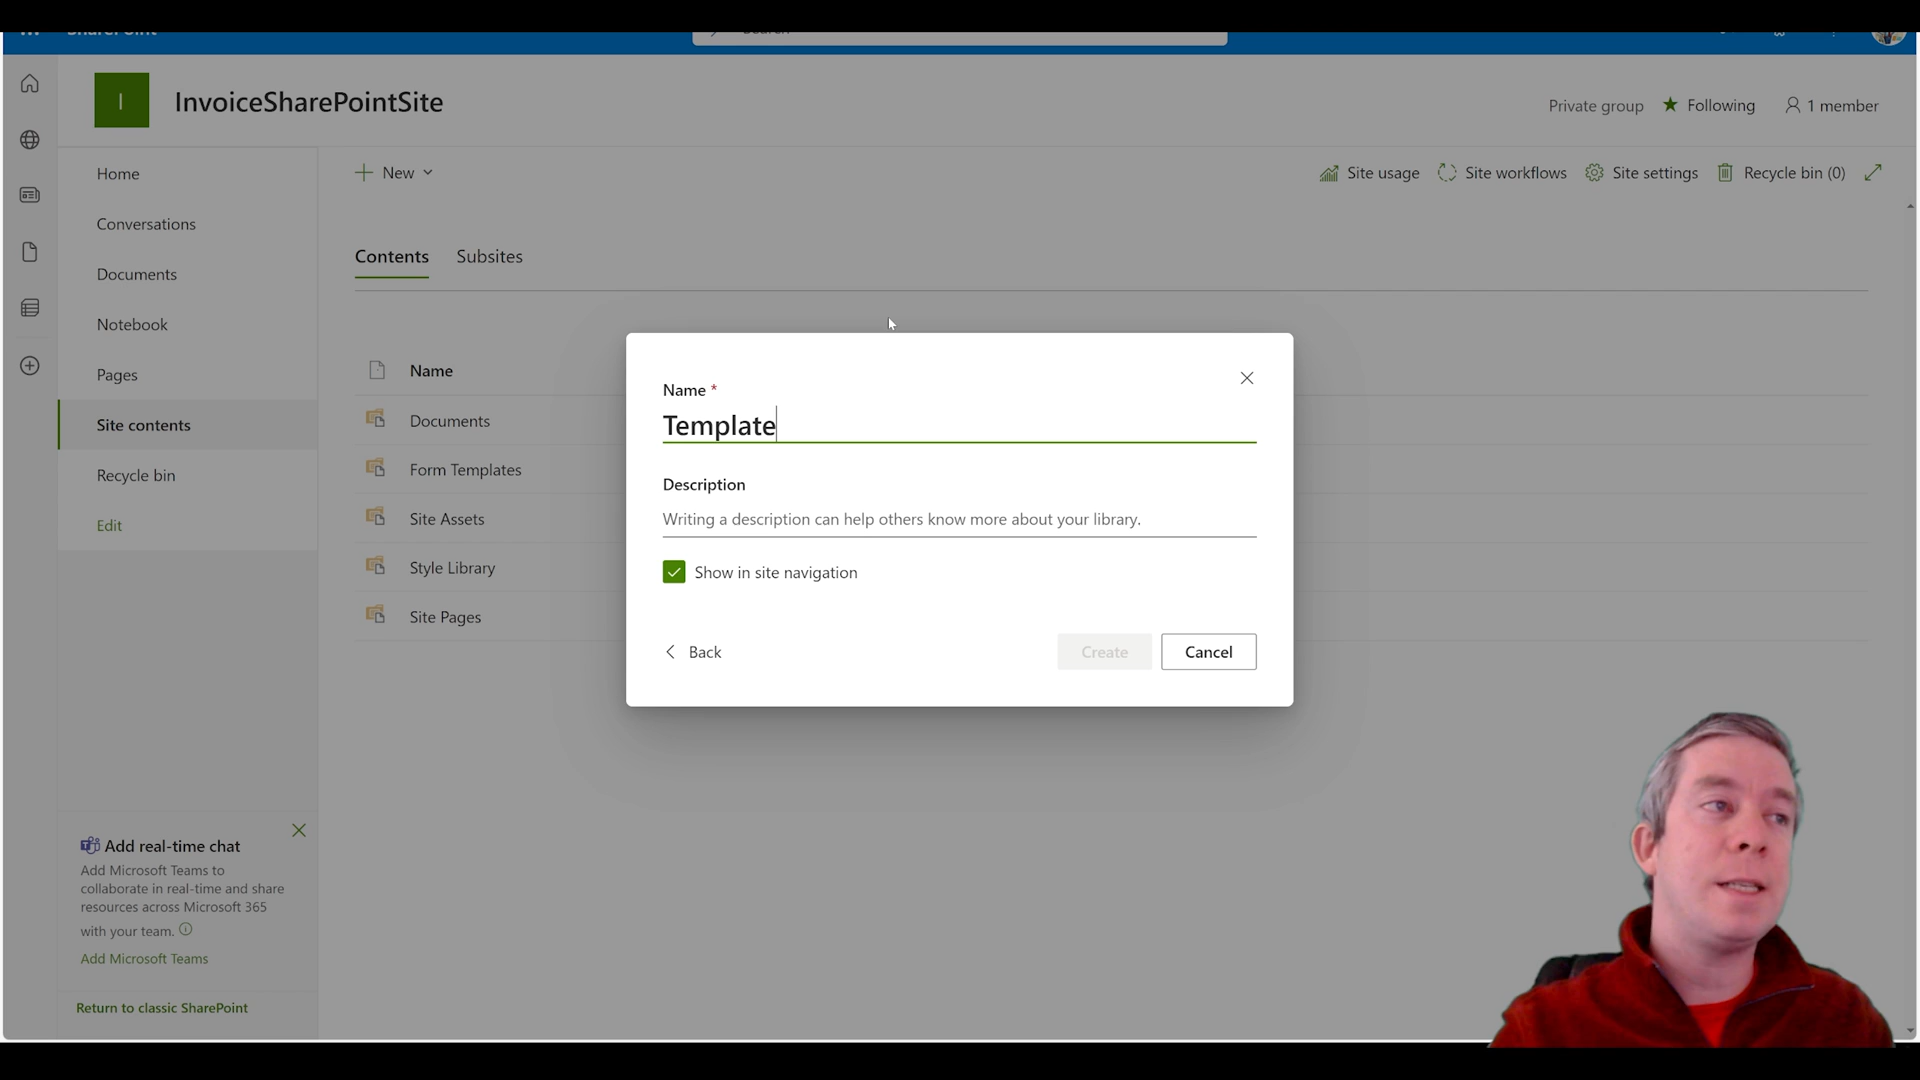 InvoiceSharePointSite
Private group
Following
1 member
Home
Conversations
Documents
Notebook
Pages
Site contents
Recycle bin
Edit
New
Site usage
Site workflows
Site settings
Recycle bin (0)
Contents
Subsites
Name
Documents
Form Templates
Site Assets
Style Library
Site Pages
Name *
Template
Description
Writing a description can help others know more about your library.
Show in site navigation
Back
Create
Cancel
Add real-time chat
Add Microsoft Teams to
collaborate in real-time and share
resources across Microsoft 365
with your team.
Add Microsoft Teams
Return to classic SharePoint